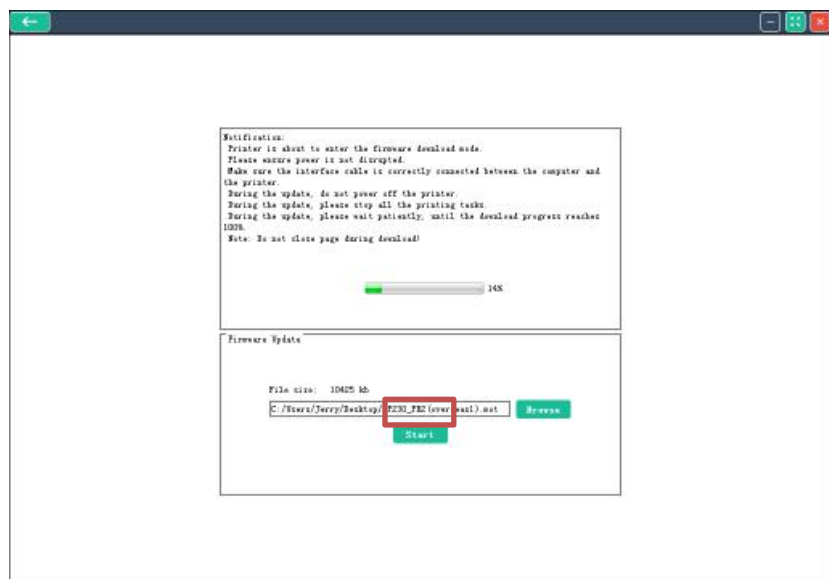 Notification:
Printer is about to enter the firmware download mode.
Please ensure power is not disrupted.
Make sure the interface cable is correctly connected between the computer and
the printer.
During the update, do not power off the printer.
During the update, please stop all the printing tasks.
During the update, please wait patiently, until the download progress reaches
100%.
Note: Do not close page during download!
14%
Firmware Update
File size: 10425 kb
C:/Users/Jerry/Desktop/
Browse
Start